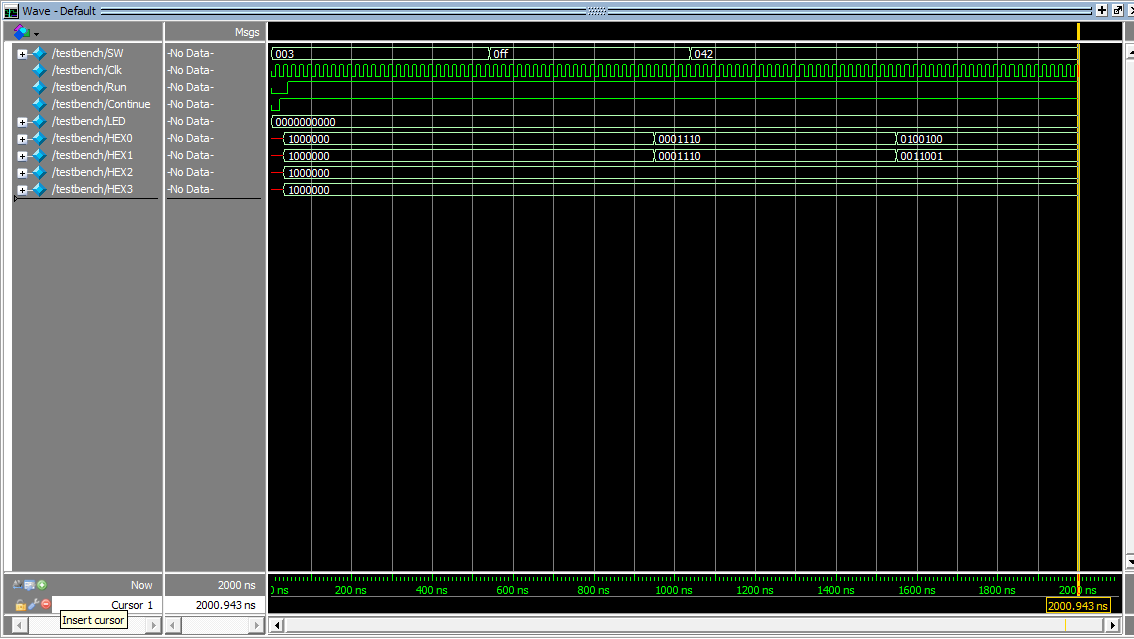 Wave - Default
Msgs
/testbench/SW -No Data- 003 0ff 042
/testbench/Clk -No Data-
/testbench/Run -No Data-
/testbench/Continue -No Data-
/testbench/LED -No Data- 0000000000
/testbench/HEX0 -No Data- 1000000 0001110 0100100
/testbench/HEX1 -No Data- 1000000 0001110 0011001
/testbench/HEX2 -No Data- 1000000
/testbench/HEX3 -No Data- 1000000
Now 2000 ns ns 200 ns 400 ns 600 ns 800 ns 1000 ns 1200 ns 1400 ns 1600 ns 1800 ns 2000 ns
Cursor 1 2000.943 ns 2000.943 ns
Insert cursor